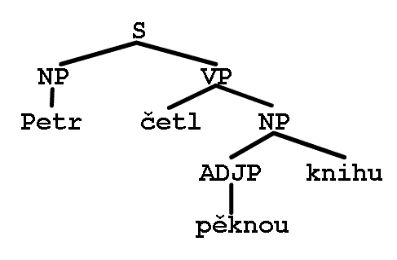 S
NP VP
Petr četl NP
ADJP knihu
pěknou